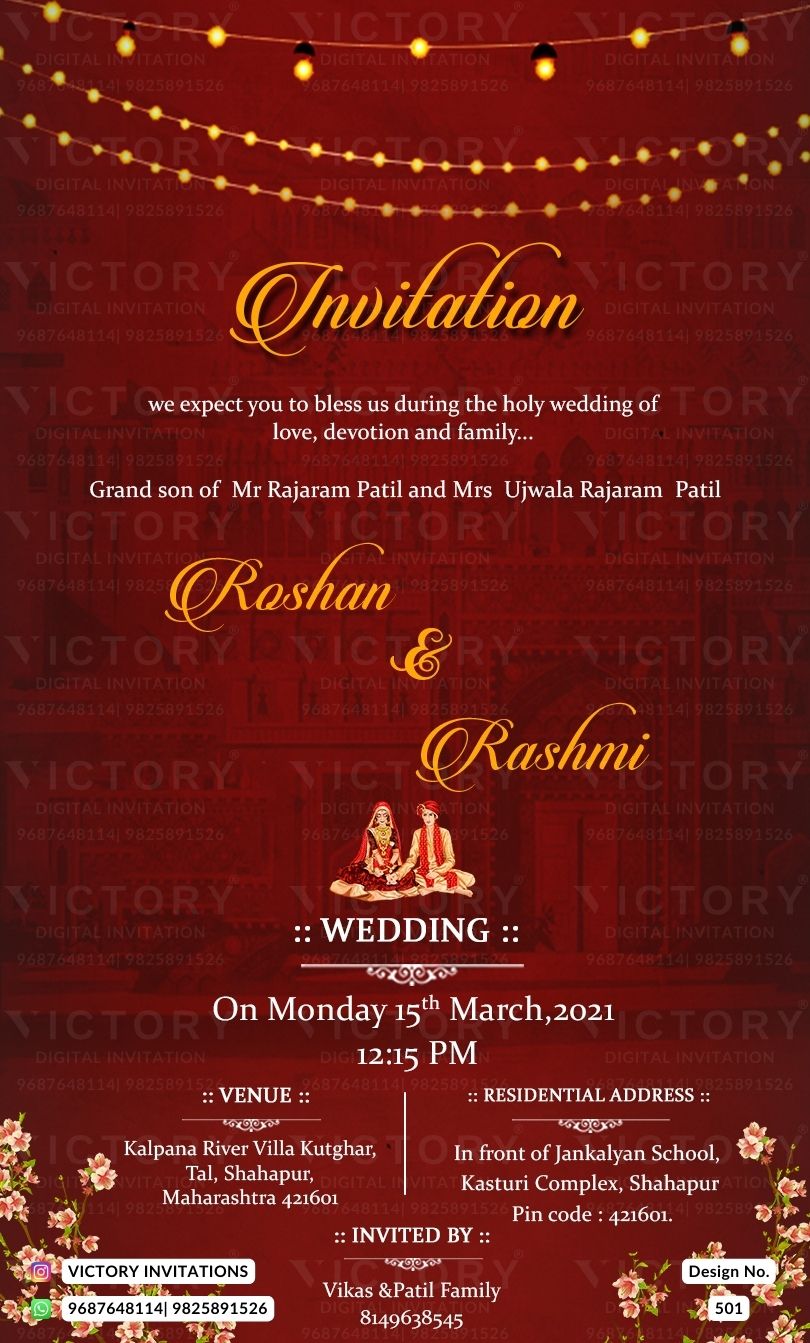 Invitation
we expect you to bless us during the holy wedding of
love, devotion and family...
Grand son of Mr Rajaram Patil and Mrs Ujwala Rajaram Patil
Roshan
&
Rashmi
:: WEDDING ::
On Monday 15th March,2021
12:15 PM
:: VENUE ::
Kalpana River Villa Kutghar,
Tal, Shahapur,
Maharashtra 421601
:: RESIDENTIAL ADDRESS ::
In front of Jankalyan School,
Kasturi Complex, Shahapur
Pin code : 421601.
:: INVITED BY ::
Vikas &Patil Family
8149638545
VICTORY INVITATIONS
9687648114| 9825891526
Design No.
501
VICTORY®
DIGITAL INVITATION
9687648114| 9825891526